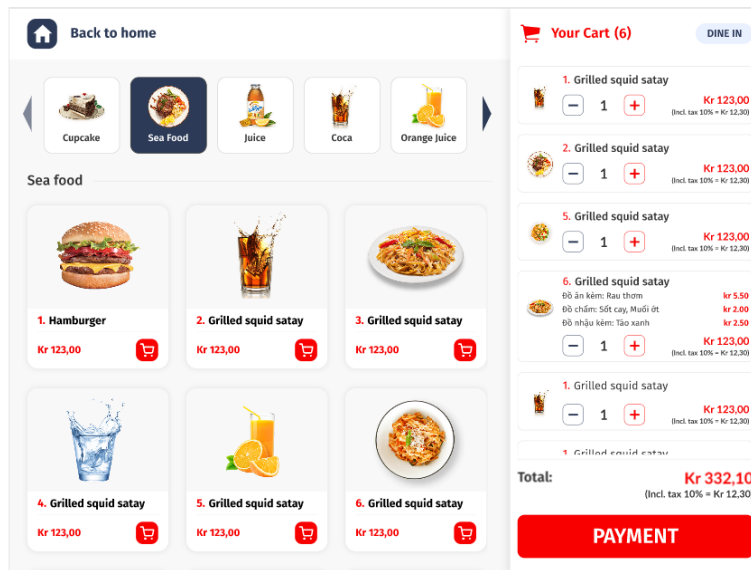 Back to home
Cupcake
Sea Food
Juice
Coca
Orange Juice
Sea food
1. Hamburger
Kr 123,00
2. Grilled squid satay
Kr 123,00
3. Grilled squid satay
Kr 123,00
4. Grilled squid satay
Kr 123,00
5. Grilled squid satay
Kr 123,00
6. Grilled squid satay
Kr 123,00
Your Cart (6)
DINE IN
1. Grilled squid satay
1
Kr 123,00
(Incl. tax 10% = Kr 12,30)
2. Grilled squid satay
1
Kr 123,00
(Incl. tax 10% = Kr 12,30)
5. Grilled squid satay
1
Kr 123,00
(Incl. tax 10% = Kr 12,30)
6. Grilled squid satay
Đồ ăn kèm: Rau thơm
kr 5.50
Đồ chấm: Sốt cay, Muối ớt
kr 2.00
Đồ nhậu kèm: Táo xanh
kr 2.50
1
Kr 123,00
(Incl. tax 10% = Kr 12,30)
1. Grilled squid satay
1
Kr 123,00
(Incl. tax 10% = Kr 12,30)
1. Grilled squid satay
Total:
Kr 332,10
(Incl. tax 10% = Kr 12,30
PAYMENT